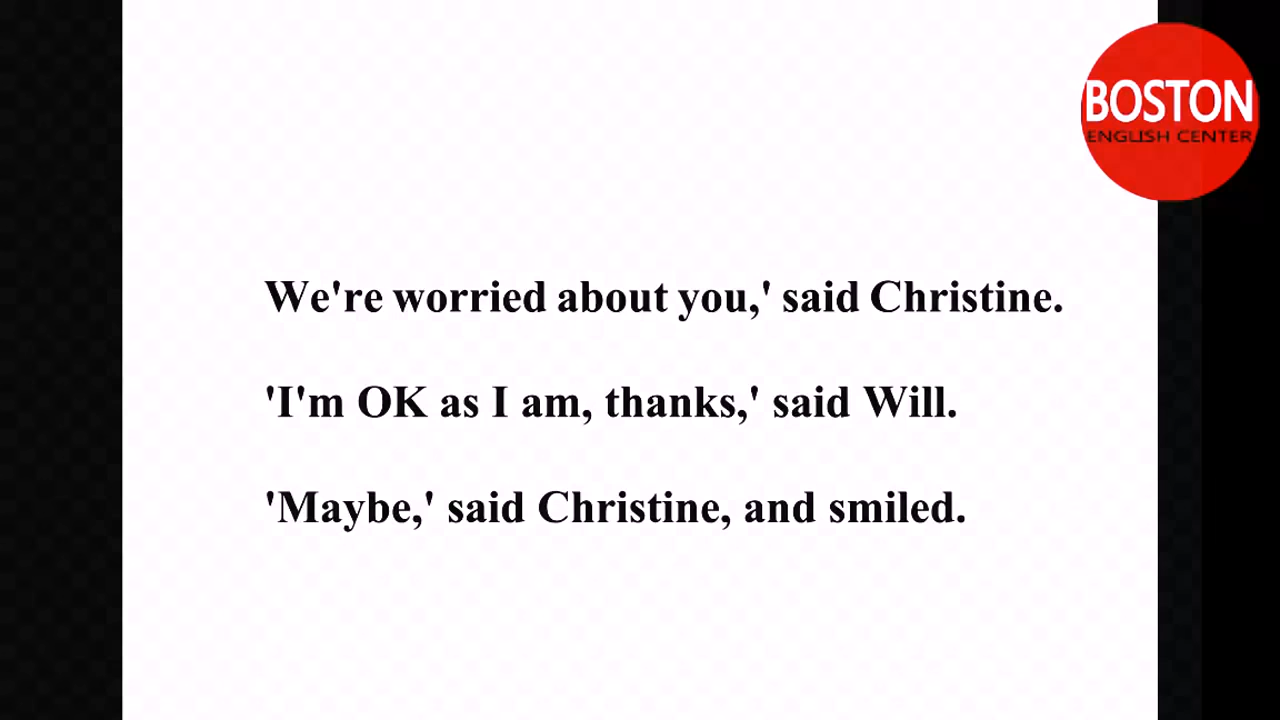 BOSTON
ENGLISH CENTER
We're worried about you,' said Christine.
'I'm OK as I am, thanks,' said Will.
'Maybe,' said Christine, and smiled.